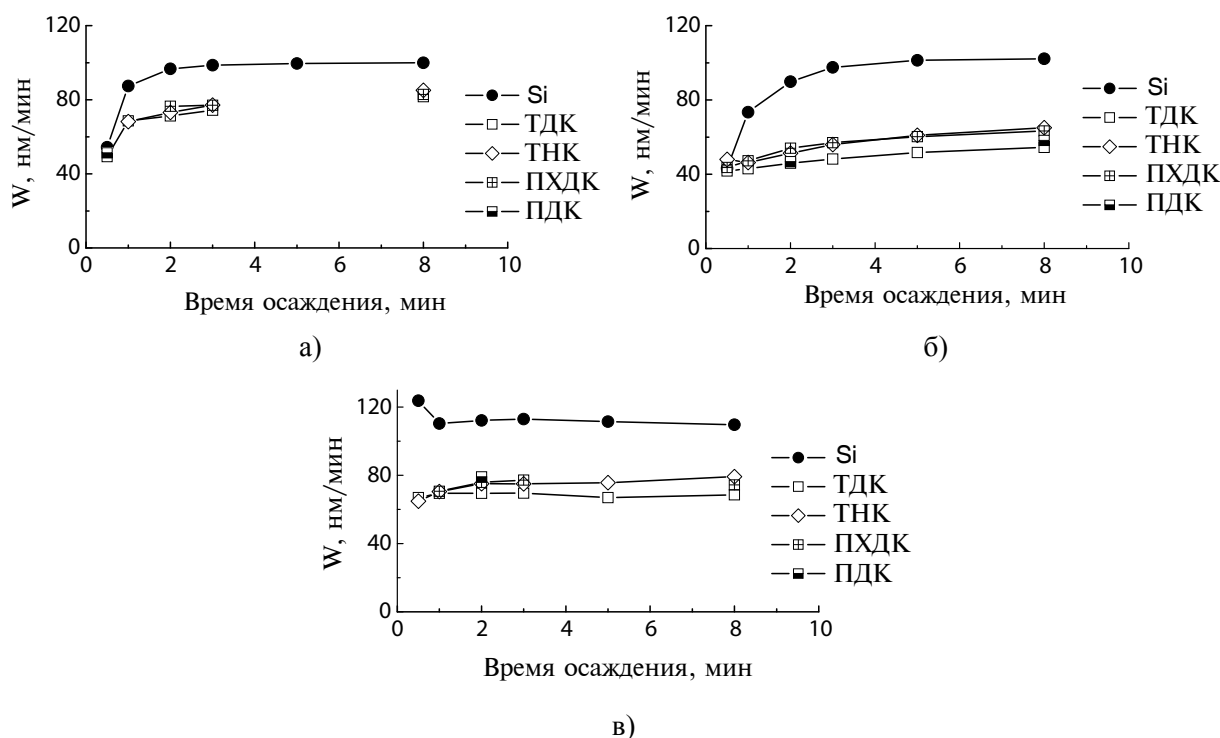 120
80
40
0
W, нм/мин
0 2 4 6 8 10
Время осаждения, мин
Si
ТДК
ТНК
ПХДК
ПДК
а)
120
80
40
0
W, нм/мин
0 2 4 6 8 10
Время осаждения, мин
Si
ТДК
ТНК
ПХДК
ПДК
б)
120
80
40
0
W, нм/мин
0 2 4 6 8 10
Время осаждения, мин
Si
ТДК
ТНК
ПХДК
ПДК
в)